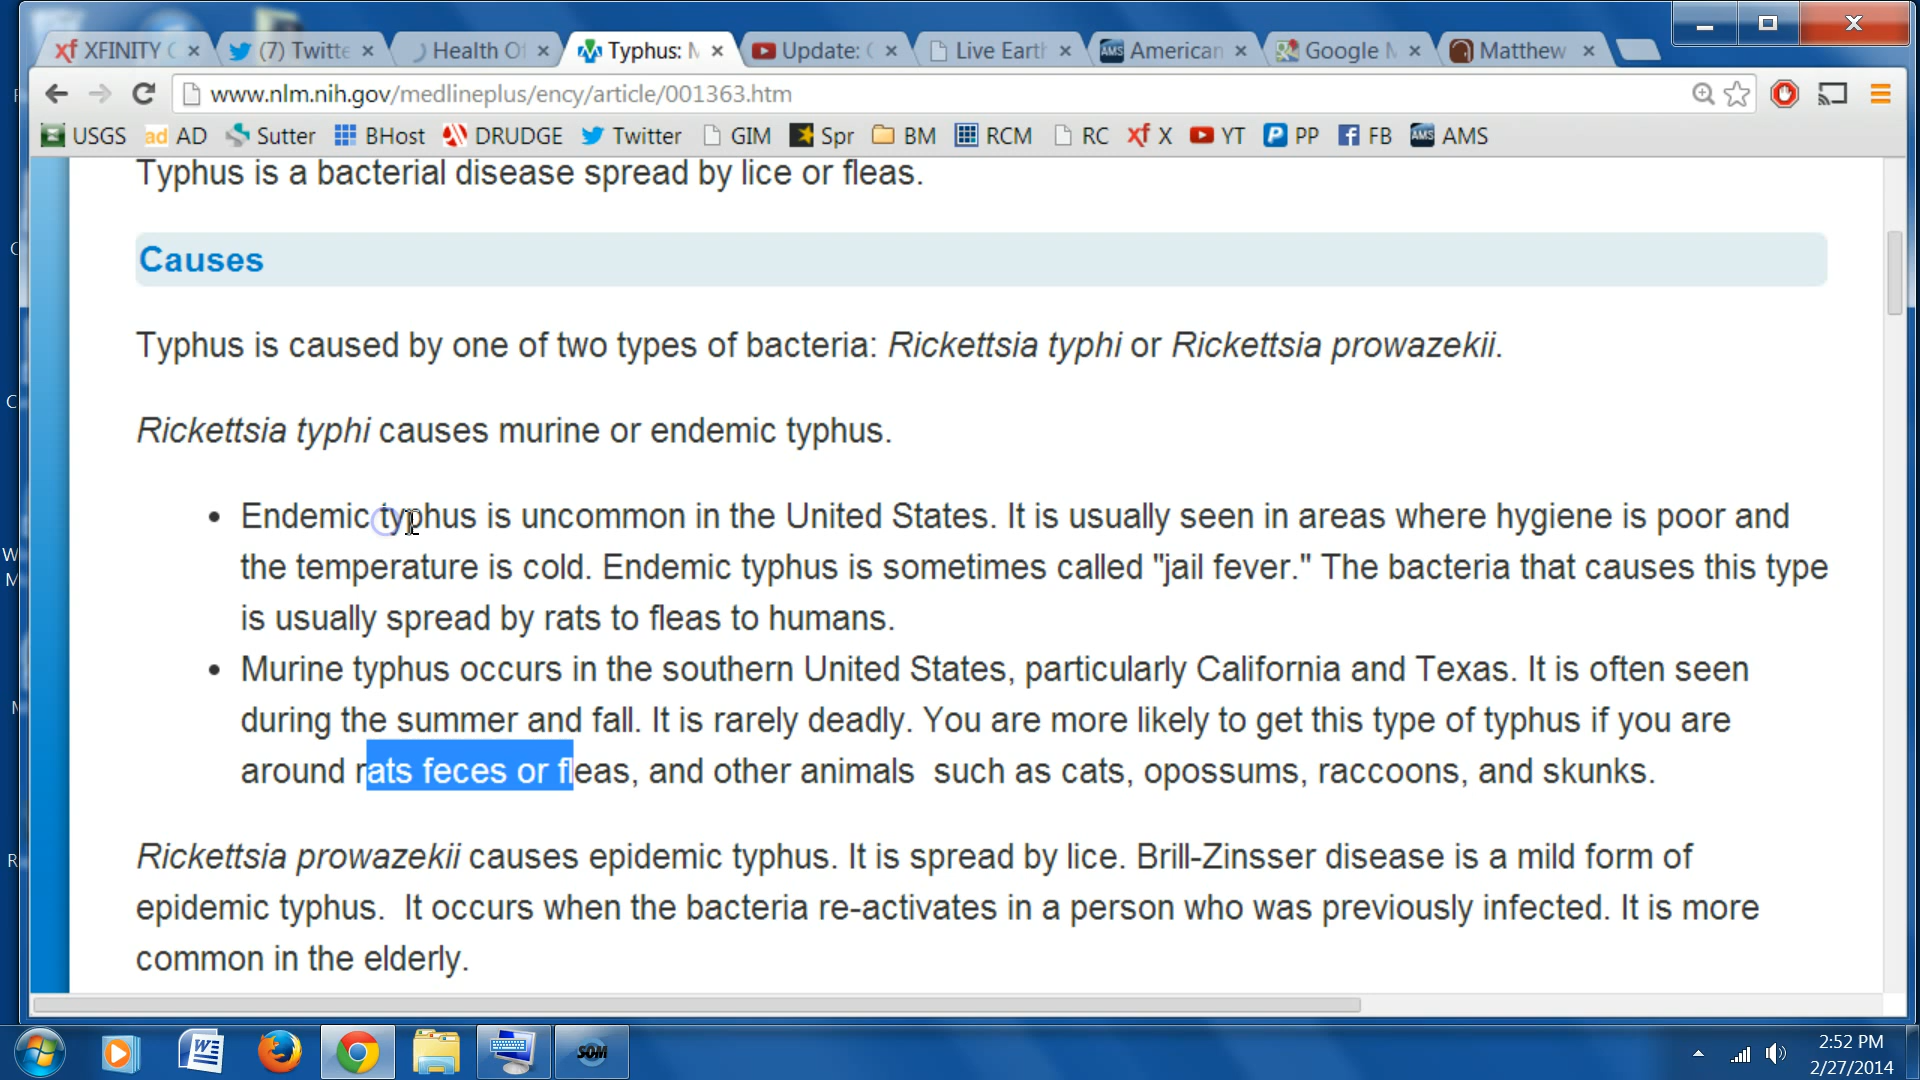 XFINITY
(7) Twitte
Health Of
Typhus: M
Update:
Live Earth
AMS American
Google M
Matthew
www.nlm.nih.gov/medlineplus/ency/article/001363.htm
USGS ad AD Sutter BHost DRUDGE Twitter GIM Spr BM RCM RC xf X YT PP FB AMS AMS
Typhus is a bacterial disease spread by lice or fleas.
Causes
Typhus is caused by one of two types of bacteria: Rickettsia typhi or Rickettsia prowazekii.
Rickettsia typhi causes murine or endemic typhus.
• Endemic typhus is uncommon in the United States. It is usually seen in areas where hygiene is poor and
the temperature is cold. Endemic typhus is sometimes called "jail fever." The bacteria that causes this type
is usually spread by rats to fleas to humans.
• Murine typhus occurs in the southern United States, particularly California and Texas. It is often seen
during the summer and fall. It is rarely deadly. You are more likely to get this type of typhus if you are
around rats feces or fleas, and other animals such as cats, opossums, raccoons, and skunks.
Rickettsia prowazekii causes epidemic typhus. It is spread by lice. Brill-Zinsser disease is a mild form of
epidemic typhus. It occurs when the bacteria re-activates in a person who was previously infected. It is more
common in the elderly.
SOM
2:52 PM
2/27/2014